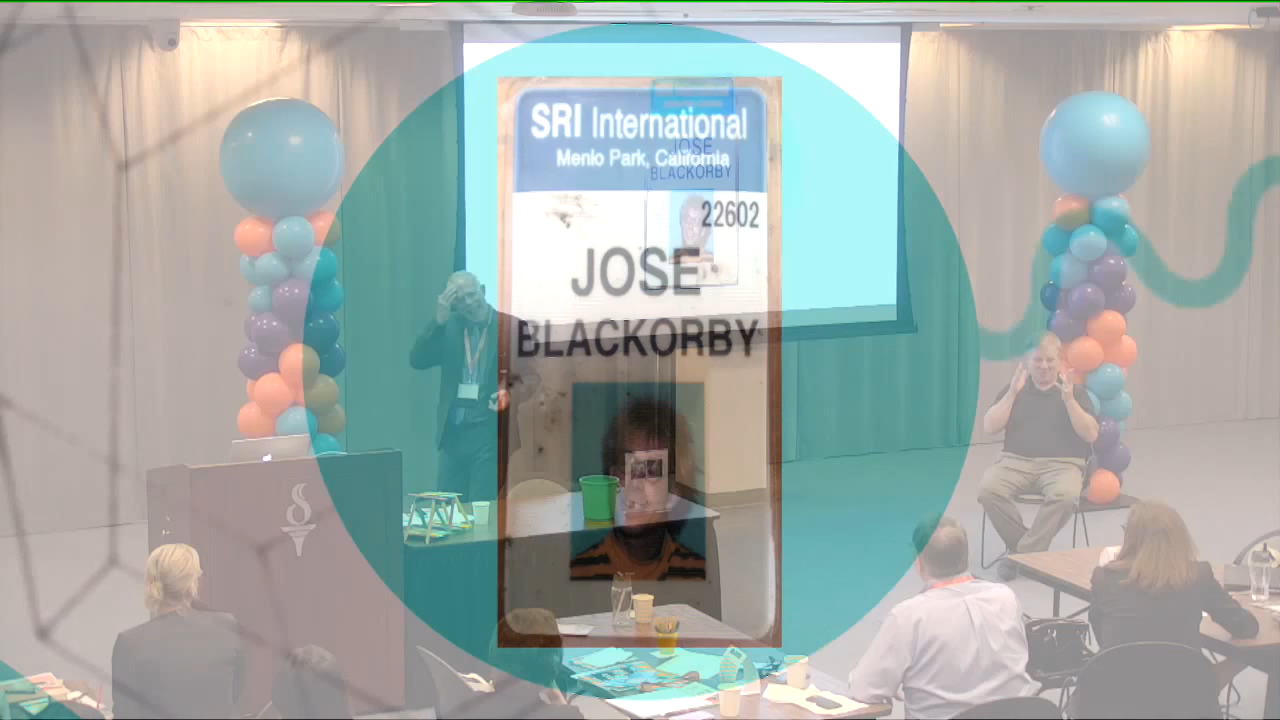 SRI International
Menlo Park, California
JOSE
BLACKORBY
22602
JOSE
BLACKORBY